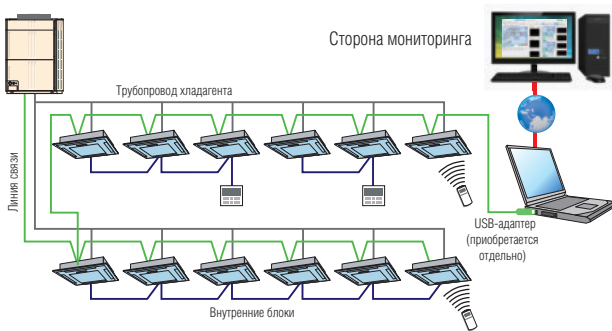 Сторона мониторинга
Трубопровод хладагента
Линия связи
USB-адаптер
(приобретается
отдельно)
Внутренние блоки